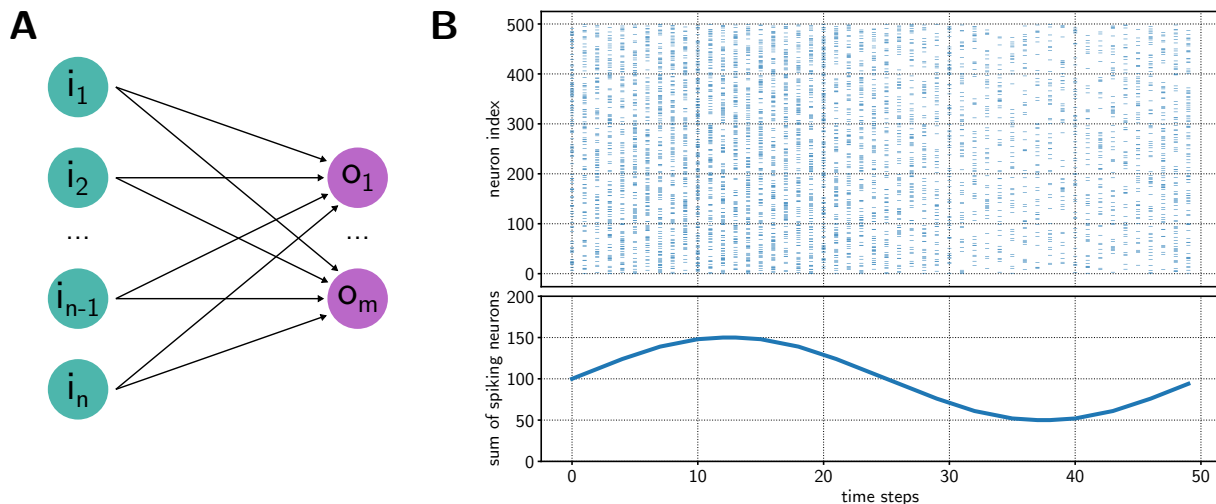 A
i1
i2
...
in-1
in
o1
...
om
B
neuron index
500
400
300
200
100
0
sum of spiking neurons
200
150
100
50
0
0 10 20 30 40 50
time steps